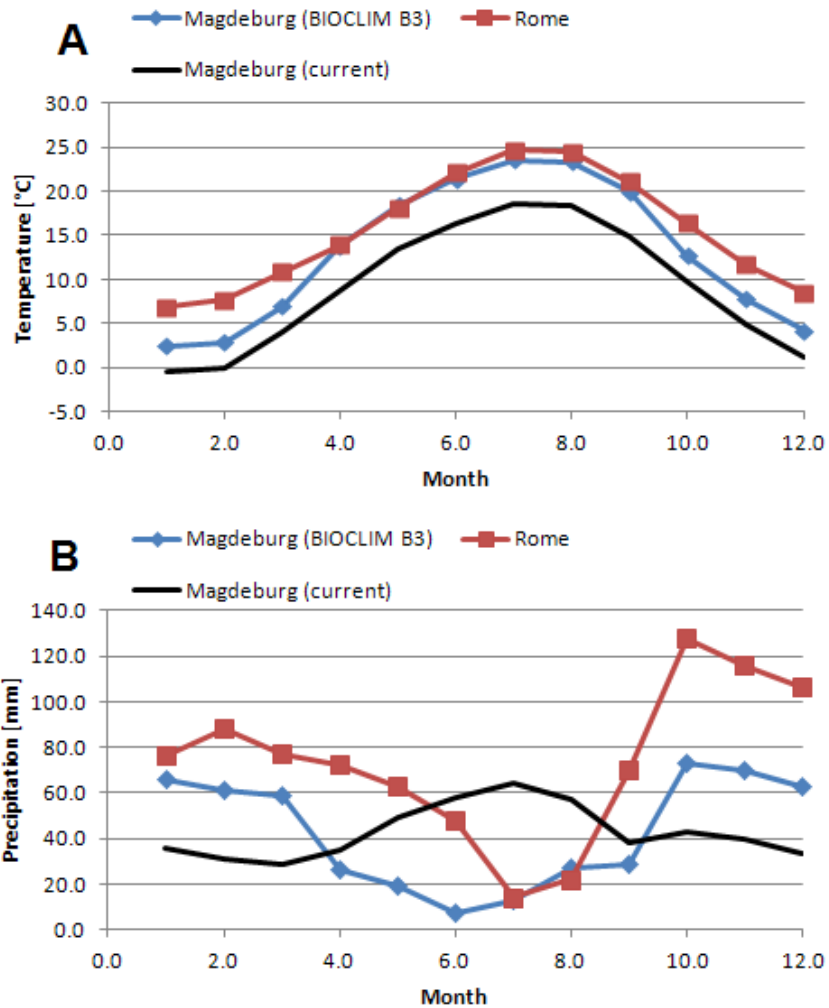 A
Magdeburg (BIOCLIM B3) Rome
Magdeburg (current)
30.0
25.0
20.0
15.0
10.0
5.0
0.0
-5.0
Temperature [°C]
0.0 2.0 4.0 6.0 8.0 10.0 12.0
Month
B
Magdeburg (BIOCLIM B3) Rome
Magdeburg (current)
140.0
120.0
100.0
80.0
60.0
40.0
20.0
0.0
Precipitation [mm]
0.0 2.0 4.0 6.0 8.0 10.0 12.0
Month